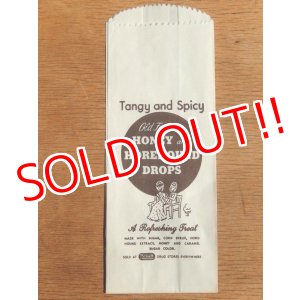 Tangy and Spicy
Old
HONEY
HOREHOUND
DROPS
SOLD OUT!!
A Refreshing Treat
MADE WITH SUGAR, CORN SYRUP, HORE-
HOUND EXTRACT, HONEY AND CARAMEL
SUGAR COLOR.
SOLD AT Rexall DRUG STORES EVERYWHERE